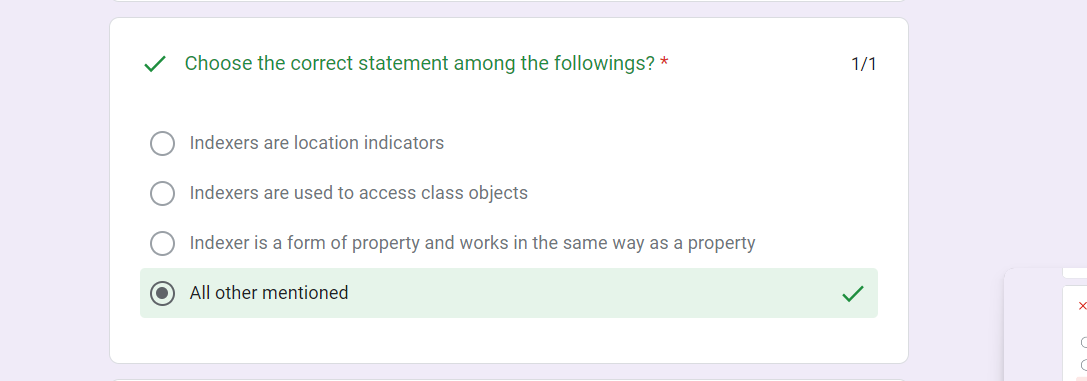 Choose the correct statement among the followings? *
1/1
Indexers are location indicators
Indexers are used to access class objects
Indexer is a form of property and works in the same way as a property
All other mentioned